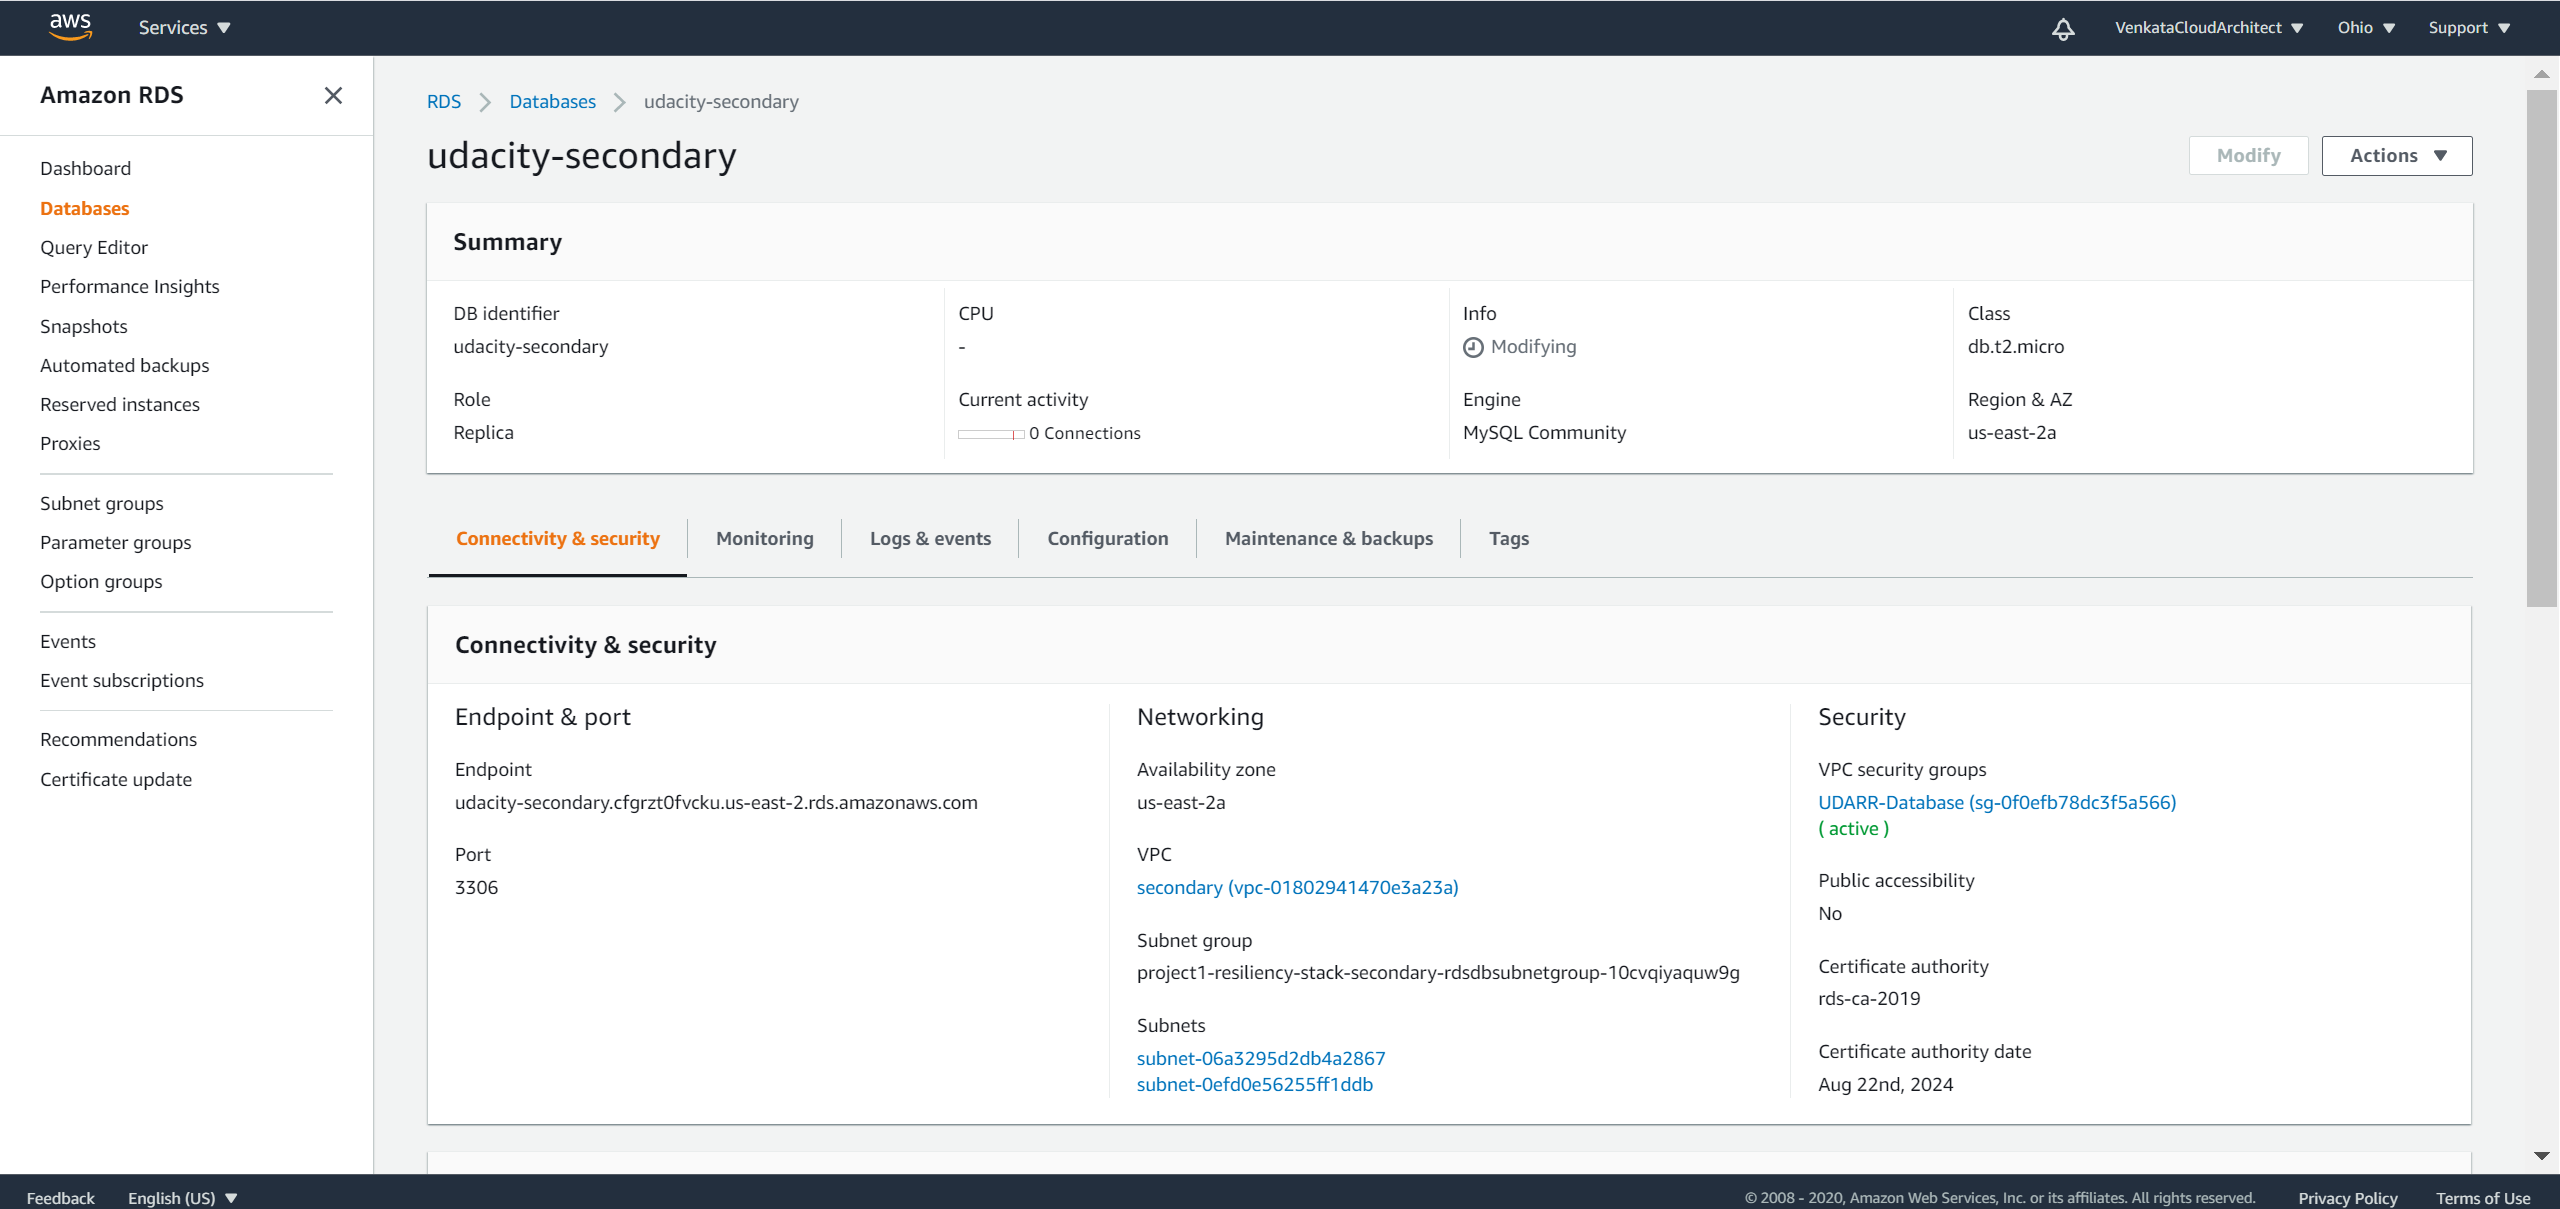 aws
Services
VenkataCloudArchitect
Ohio
Support
Amazon RDS
Dashboard
Databases
Query Editor
Performance Insights
Snapshots
Automated backups
Reserved instances
Proxies
Subnet groups
Parameter groups
Option groups
Events
Event subscriptions
Recommendations
Certificate update
RDS > Databases > udacity-secondary
udacity-secondary
Modify
Actions
Summary
DB identifier
udacity-secondary
Role
Replica
CPU
-
Current activity
0 Connections
Info
Modifying
Engine
MySQL Community
Class
db.t2.micro
Region & AZ
us-east-2a
Connectivity & security
Monitoring
Logs & events
Configuration
Maintenance & backups
Tags
Connectivity & security
Endpoint & port
Endpoint
udacity-secondary.cfgrzt0fvcku.us-east-2.rds.amazonaws.com
Port
3306
Networking
Availability zone
us-east-2a
VPC
secondary (vpc-01802941470e3a23a)
Subnet group
project1-resiliency-stack-secondary-rdsdbsubnetgroup-10cvqiyaquw9g
Subnets
subnet-06a3295d2db4a2867
subnet-0efd0e56255ff1ddb
Security
VPC security groups
UDARR-Database (sg-0f0efb78dc3f5a566)
( active )
Public accessibility
No
Certificate authority
rds-ca-2019
Certificate authority date
Aug 22nd, 2024
Feedback
English (US)
© 2008 - 2020, Amazon Web Services, Inc. or its affiliates. All rights reserved.
Privacy Policy
Terms of Use